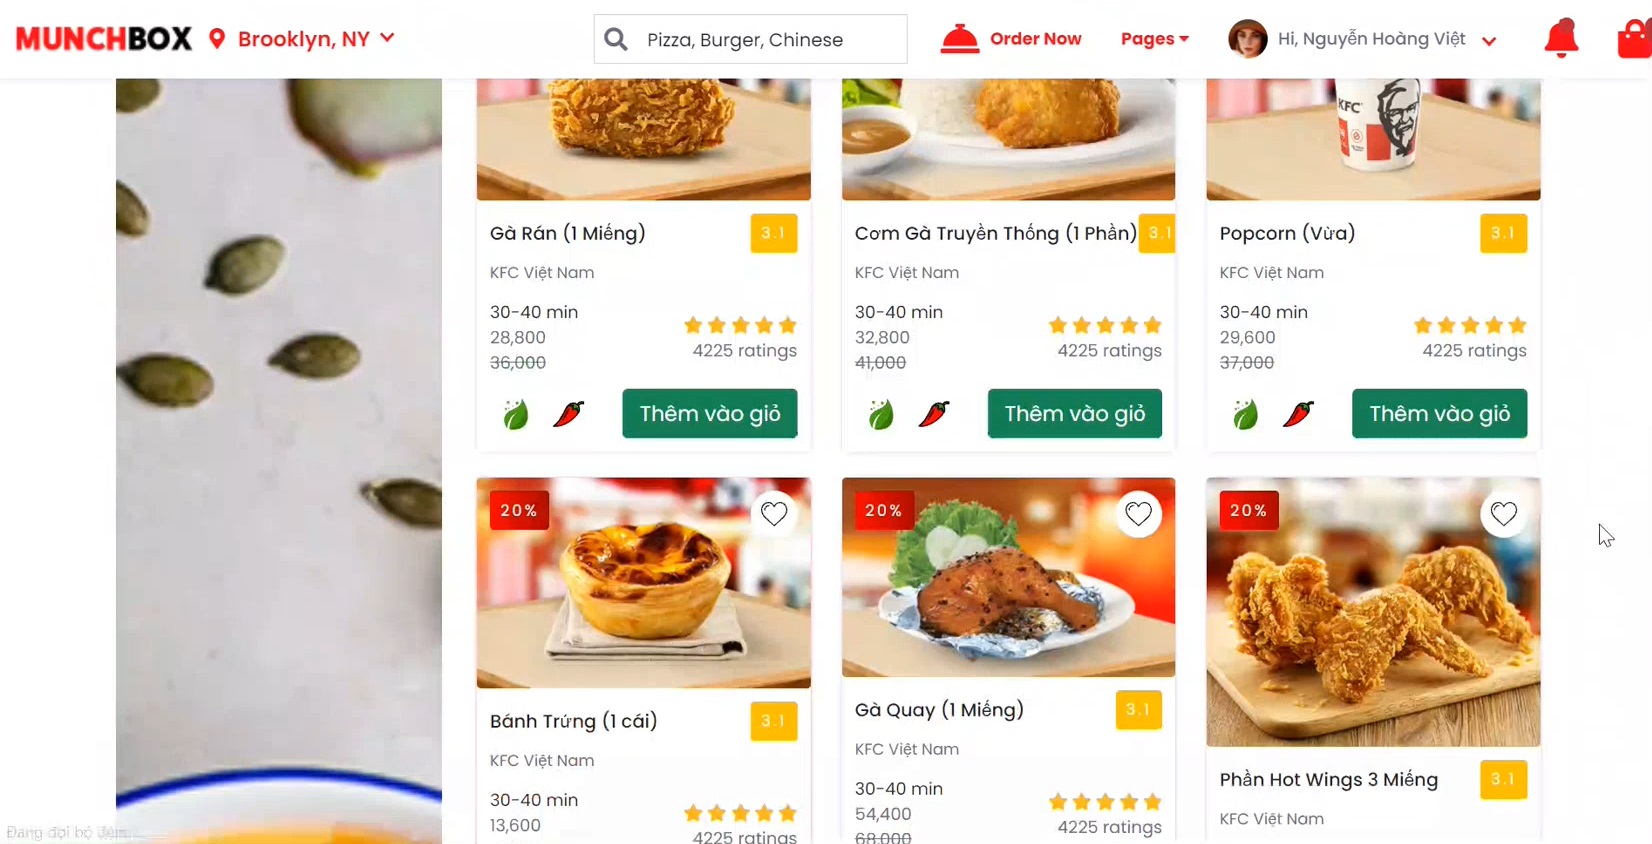 MUNCHBOX
Brooklyn, NY
Pizza, Burger, Chinese
Order Now
Pages
Hi, Nguyễn Hoàng Việt
KFC
Gà Rán (1 Miếng)
3.1
KFC Việt Nam
30-40 min
28,800
36,000
4225 ratings
Thêm vào giỏ
Cơm Gà Truyền Thống (1 Phần)
3.1
KFC Việt Nam
30-40 min
32,800
41,000
4225 ratings
Thêm vào giỏ
Popcorn (Vừa)
3.1
KFC Việt Nam
30-40 min
29,600
37,000
4225 ratings
Thêm vào giỏ
20%
Bánh Trứng (1 cái)
3.1
KFC Việt Nam
30-40 min
13,600
4225 ratings
20%
Gà Quay (1 Miếng)
3.1
KFC Việt Nam
30-40 min
54,400
68,000
4225 ratings
20%
Phần Hot Wings 3 Miếng
3.1
KFC Việt Nam
Đang đợi bộ đệm...